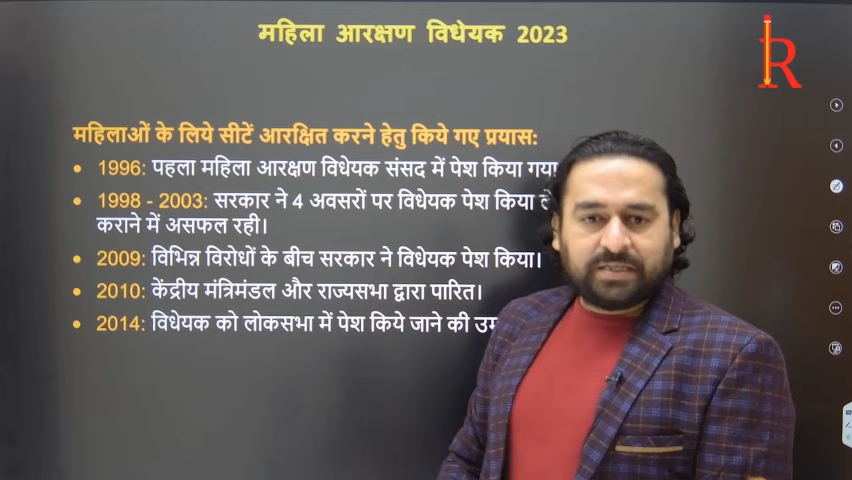 महिला आरक्षण विधेयक 2023
R
महिलाओं के लिये सीटें आरक्षित करने हेतु किये गए प्रयास:
• 1996: पहला महिला आरक्षण विधेयक संसद में पेश किया गया
• 1998 - 2003: सरकार ने 4 अवसरों पर विधेयक पेश किया
कराने में असफल रही।
• 2009: विभिन्न विरोधों के बीच सरकार ने विधेयक पेश किया।
• 2010: केंद्रीय मंत्रिमंडल और राज्यसभा द्वारा पारित।
• 2014: विधेयक को लोकसभा में पेश किये जाने की